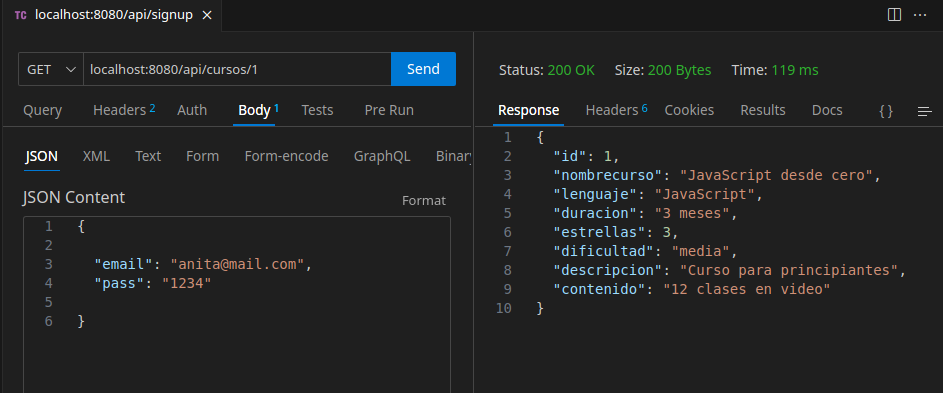 TC localhost:8080/api/signup ×
GET localhost:8080/api/cursos/1 Send
Query Headers 2 Auth Body 1 Tests Pre Run
JSON XML Text Form Form-encode GraphQL Binary
JSON Content Format
1 {
2
3 "email": "anita@mail.com",
4 "pass": "1234"
5
6 }
Status: 200 OK Size: 200 Bytes Time: 119 ms
Response Headers 6 Cookies Results Docs { }
1 {
2 "id": 1,
3 "nombrecurso": "JavaScript desde cero",
4 "lenguaje": "JavaScript",
5 "duracion": "3 meses",
6 "estrellas": 3,
7 "dificultad": "media",
8 "descripcion": "Curso para principiantes",
9 "contenido": "12 clases en video"
10 }